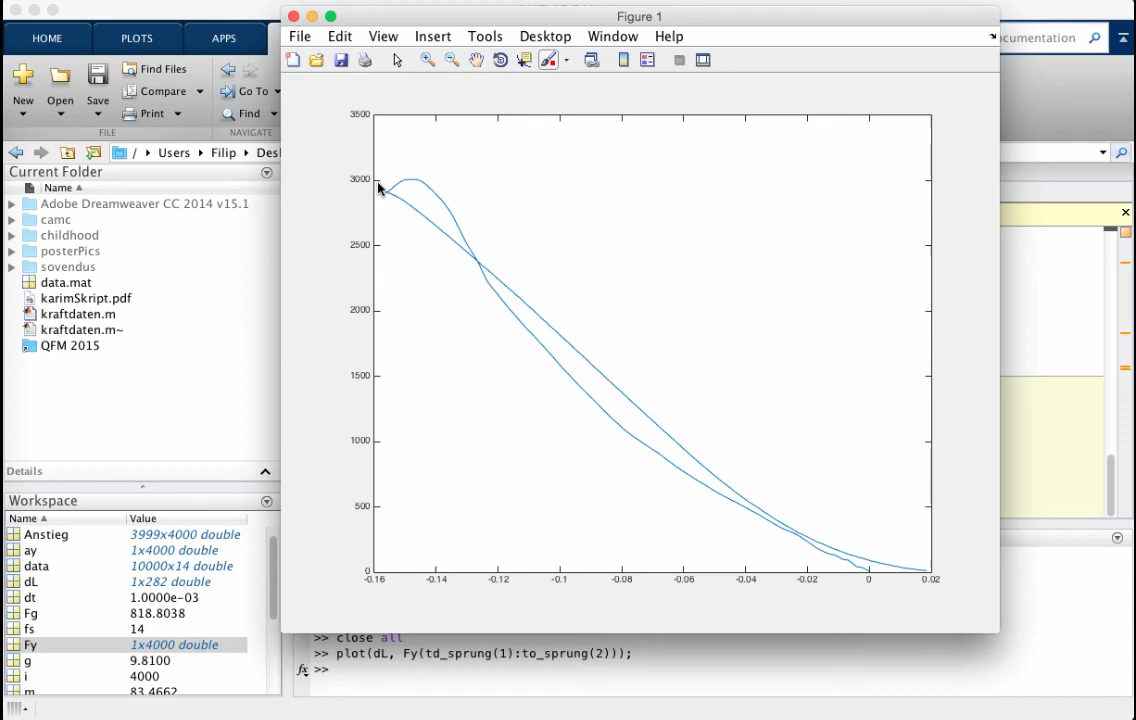 Figure 1
File Edit View Insert Tools Desktop Window Help
HOME PLOTS APPS
ocumentation
New Open Save Find Files Compare Print Go To Find
FILE NAVIGATE
/ Users Filip Des
Current Folder
Name
Adobe Dreamweaver CC 2014 v15.1
camc
childhood
posterPics
sovendus
data.mat
karimSkript.pdf
kraftdaten.m
kraftdaten.m~
QFM 2015
Details
Workspace
Name Value
Anstieg 3999x4000 double
ay 1x4000 double
data 10000x14 double
dL 1x282 double
dt 1.0000e-03
Fg 818.8038
fs 14
Fy 1x4000 double
g 9.8100
i 4000
m 83.4662
3500
3000
2500
2000
1500
1000
500
0
-0.16 -0.14 -0.12 -0.1 -0.08 -0.06 -0.04 -0.02 0 0.02
>> close all
>> plot(dL, Fy(td_sprung(1):to_sprung(2)));
fx >>